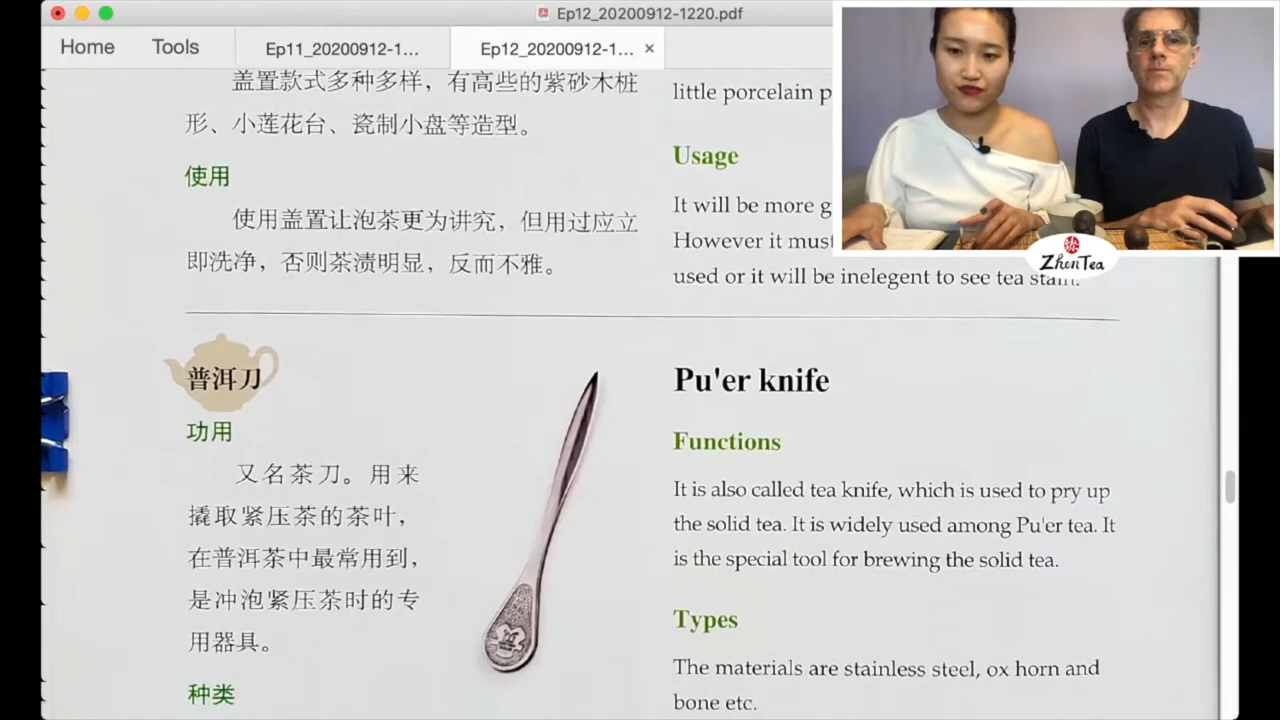 Ep12_20200912-1220.pdf
Home
Tools
Ep11_20200912-1...
Ep12_20200912-1...
盖置款式多种多样，有高些的紫砂木桩
形、小莲花台、瓷制小盘等造型。
使用
使用盖置让泡茶更为讲究，但用过应立
即洗净，否则茶渍明显，反而不雅。
little porcelain p
Usage
It will be more g
However it must
used or it will be inelegent to see tea stain.
ZhenTea
普洱刀
功用
又名茶刀。用来
撬取紧压茶的茶叶，
在普洱茶中最常用到，
是冲泡紧压茶时的专
用器具。
种类
Pu'er knife
Functions
It is also called tea knife, which is used to pry up
the solid tea. It is widely used among Pu'er tea. It
is the special tool for brewing the solid tea.
Types
The materials are stainless steel, ox horn and
bone etc.